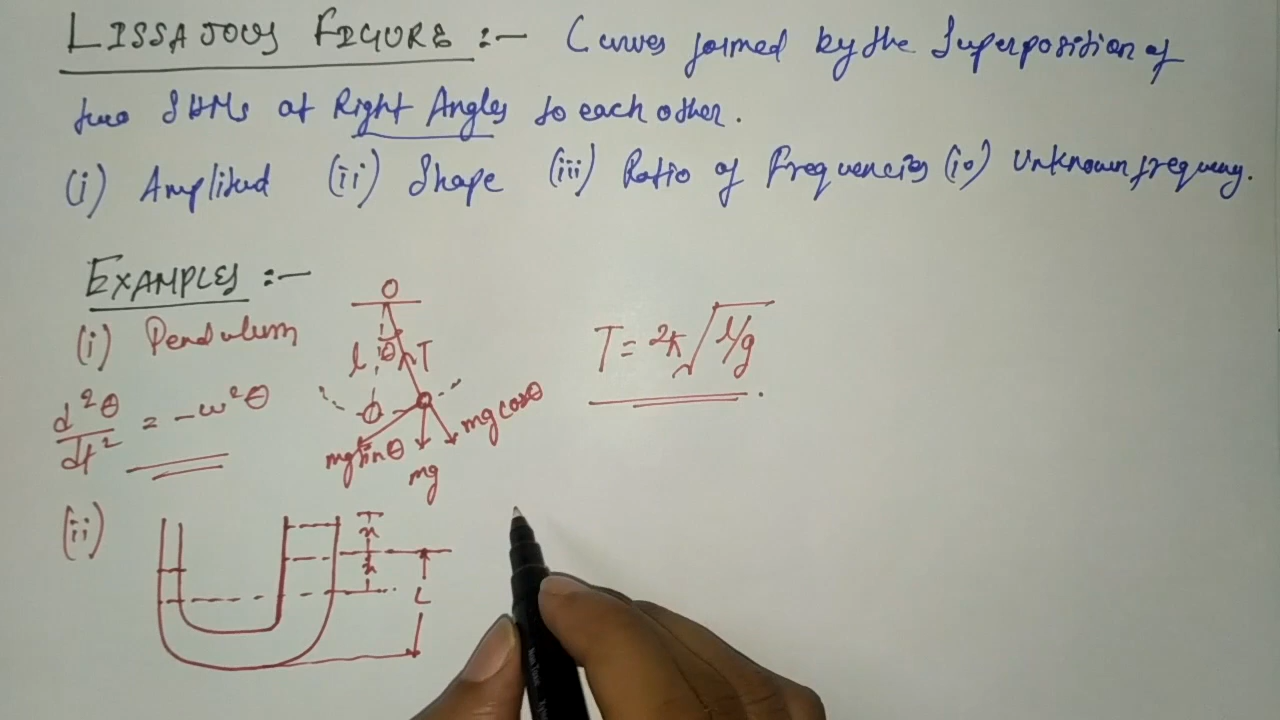 LISSAJOUS FIGURE :- Curves formed by the Superposition of
two SHMs at Right Angles to each other.
(i) Amplitud (ii) Shape (iii) Ratio of Frequencies (iv) Unknown frequency.
EXAMPLES :-
(i) Pendulum
d²θ/dt² = -ω²θ
O
l θ T
mg sinθ
mg
mg cosθ
T = 2π√l/g
(ii)
x
x
L